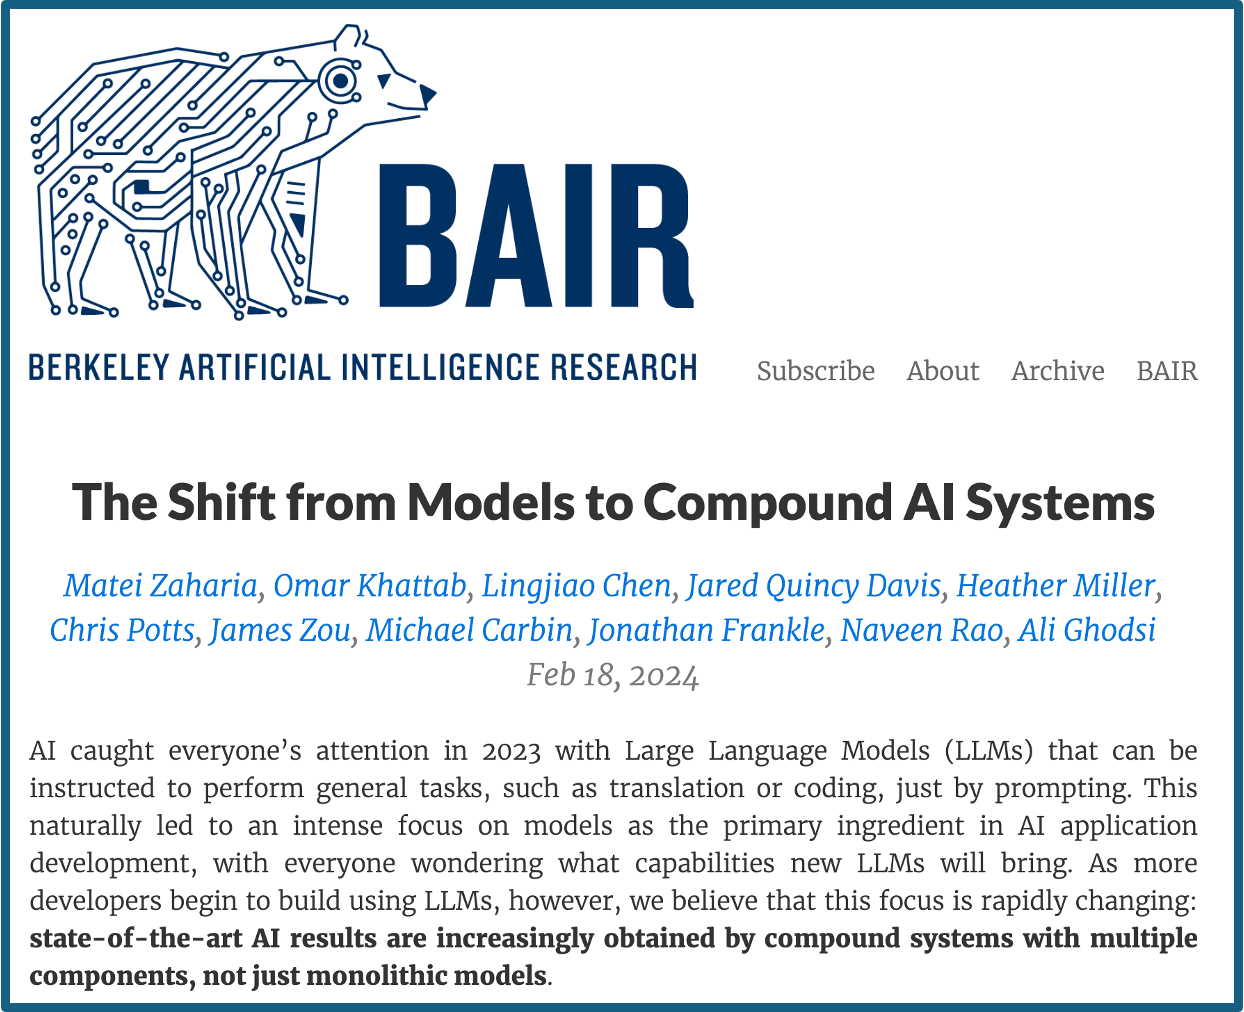 BAIR
BERKELEY ARTIFICIAL INTELLIGENCE RESEARCH
Subscribe About Archive BAIR
The Shift from Models to Compound AI Systems
Matei Zaharia, Omar Khattab, Lingjiao Chen, Jared Quincy Davis, Heather Miller,
Chris Potts, James Zou, Michael Carbin, Jonathan Frankle, Naveen Rao, Ali Ghodsi
Feb 18, 2024
AI caught everyone’s attention in 2023 with Large Language Models (LLMs) that can be
instructed to perform general tasks, such as translation or coding, just by prompting. This
naturally led to an intense focus on models as the primary ingredient in AI application
development, with everyone wondering what capabilities new LLMs will bring. As more
developers begin to build using LLMs, however, we believe that this focus is rapidly changing:
state-of-the-art AI results are increasingly obtained by compound systems with multiple
components, not just monolithic models.